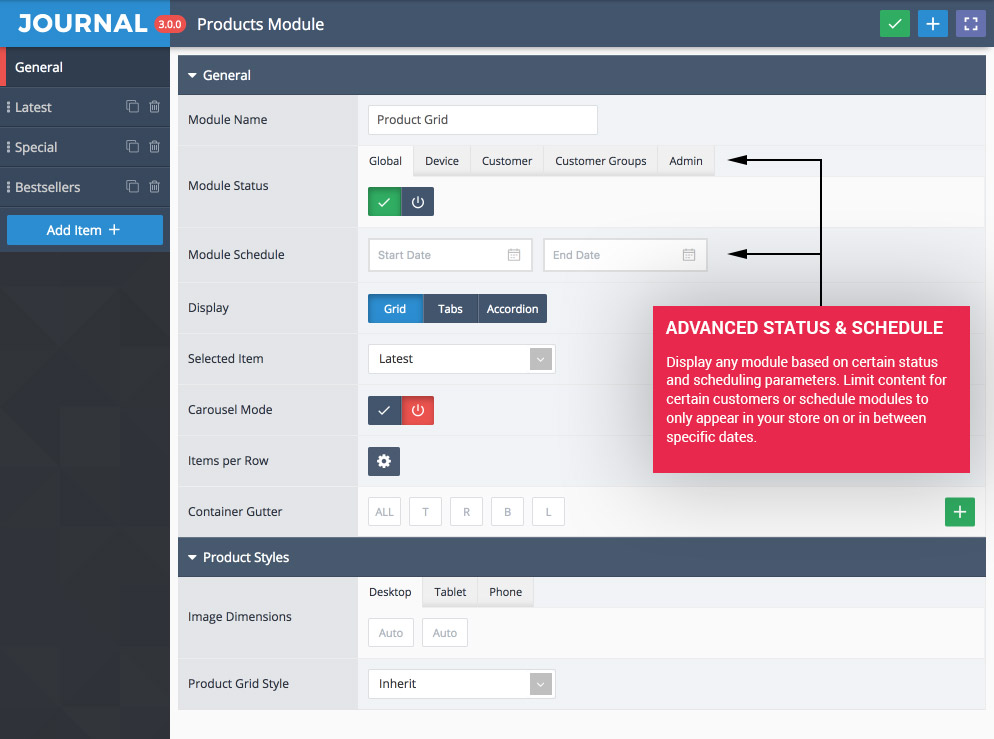 JOURNAL 3.0.0 Products Module
General
Latest
Special
Bestsellers
Add Item
General
Module Name Product Grid
Module Status
Global Device Customer Customer Groups Admin
Module Schedule Start Date End Date
Display Grid Tabs Accordion
Selected Item Latest
Carousel Mode
Items per Row
Container Gutter ALL T R B L
ADVANCED STATUS & SCHEDULE
Display any module based on certain status
and scheduling parameters. Limit content for
certain customers or schedule modules to
only appear in your store on or in between
specific dates.
Product Styles
Image Dimensions
Desktop Tablet Phone
Auto Auto
Product Grid Style Inherit